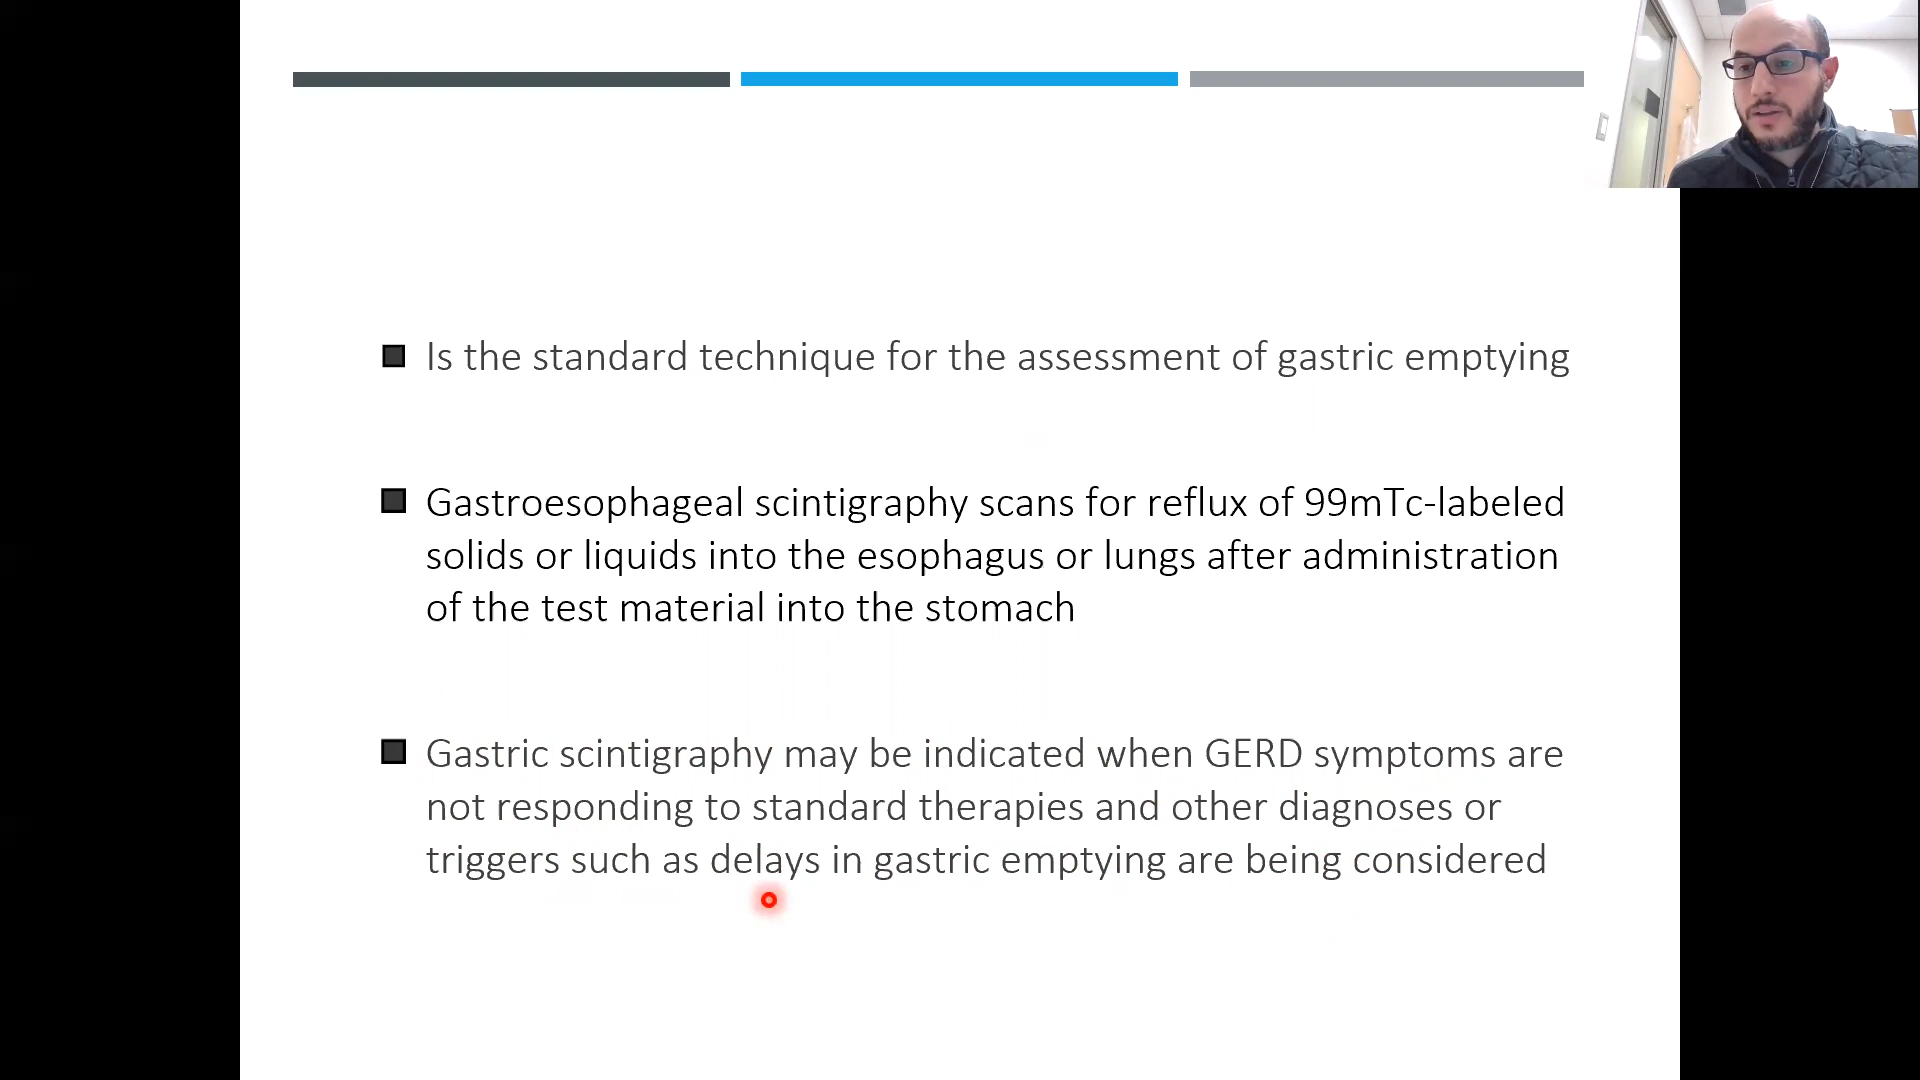 Is the standard technique for the assessment of gastric emptying
Gastroesophageal scintigraphy scans for reflux of 99mTc-labeled
solids or liquids into the esophagus or lungs after administration
of the test material into the stomach
Gastric scintigraphy may be indicated when GERD symptoms are
not responding to standard therapies and other diagnoses or
triggers such as delays in gastric emptying are being considered